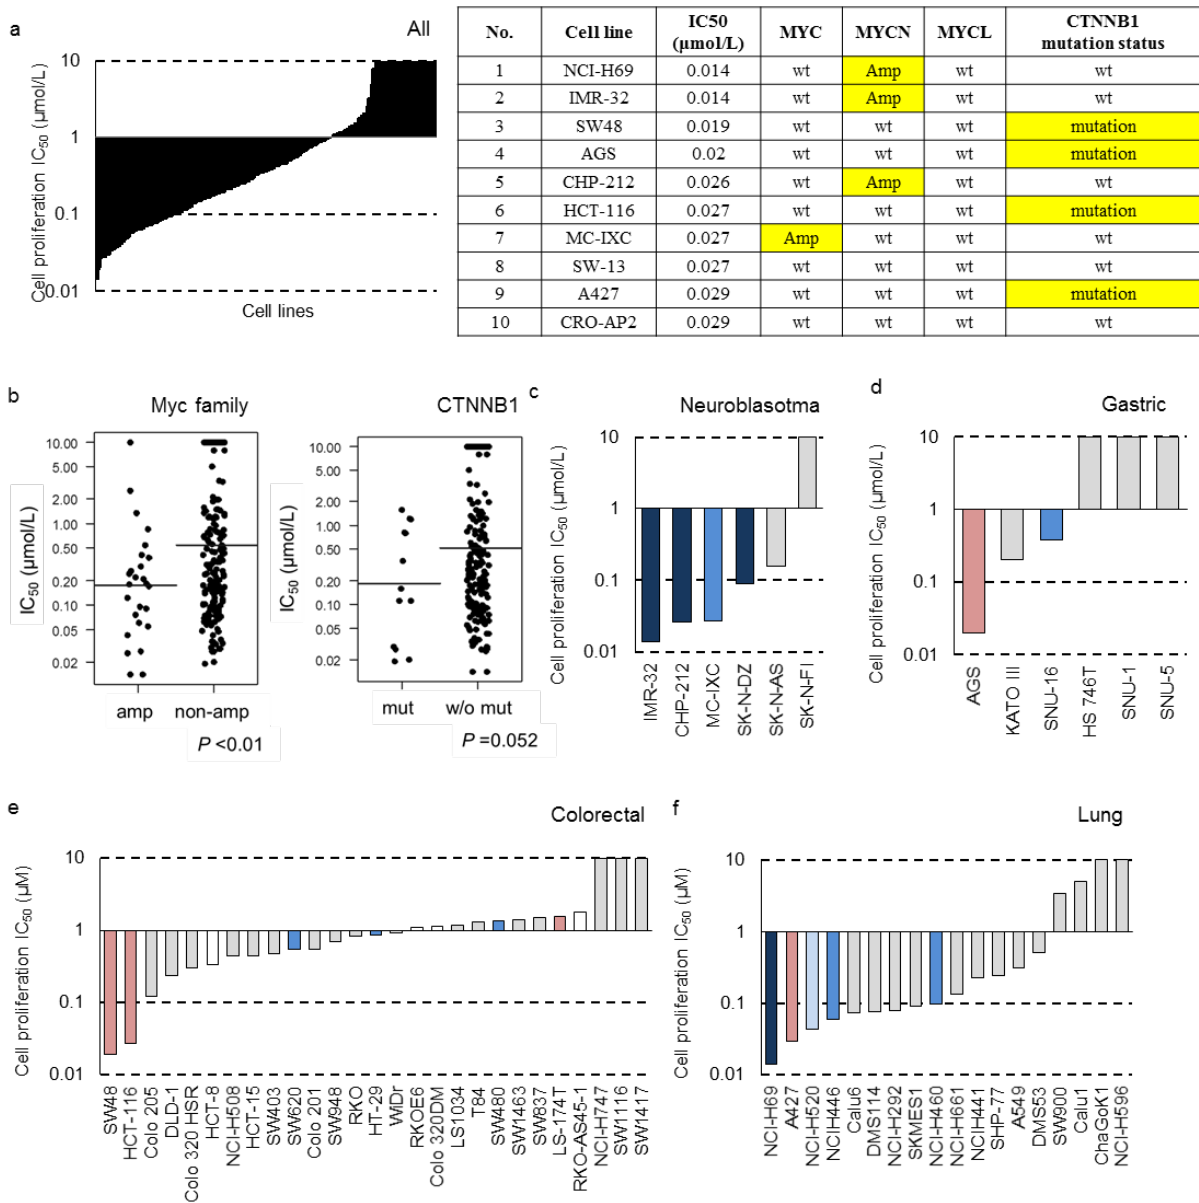 a
All
Cell proliferation IC50 (µmol/L)
10
1
0.1
0.01
Cell lines
No. Cell line IC50 (µmol/L) MYC MYCN MYCL CTNNB1 mutation status
1 NCI-H69 0.014 wt Amp wt wt
2 IMR-32 0.014 wt Amp wt wt
3 SW48 0.019 wt wt wt mutation
4 AGS 0.02 wt wt wt mutation
5 CHP-212 0.026 wt Amp wt wt
6 HCT-116 0.027 wt wt wt mutation
7 MC-IXC 0.027 Amp wt wt wt
8 SW-13 0.027 wt wt wt wt
9 A427 0.029 wt wt wt mutation
10 CRO-AP2 0.029 wt wt wt wt
b
Myc family
IC50 (µmol/L)
10.00
5.00
2.00
1.00
0.50
0.20
0.10
0.05
0.02
amp non-amp
P <0.01
CTNNB1
IC50 (µmol/L)
10.00
5.00
2.00
1.00
0.50
0.20
0.10
0.05
0.02
mut w/o mut
P =0.052
c
Neuroblasotma
Cell proliferation IC50 (µmol/L)
10
1
0.1
0.01
IMR-32
CHP-212
MC-IXC
SK-N-DZ
SK-N-AS
SK-N-FI
d
Gastric
Cell proliferation IC50 (µmol/L)
10
1
0.1
0.01
AGS
KATO III
SNU-16
HS 746T
SNU-1
SNU-5
e
Colorectal
Cell proliferation IC50 (µM)
10
1
0.1
0.01
SW48
HCT-116
Colo 205
DLD-1
Colo 320 HSR
HCT-8
NCI-H508
HCT-15
SW403
SW620
Colo 201
SW948
RKO
HT-29
WiDr
RKOE6
Colo 320DM
LS1034
T84
SW480
SW1463
SW837
LS-174T
RKO-AS45-1
NCI-H747
SW1116
SW1417
f
Lung
Cell proliferation IC50 (µM)
10
1
0.1
0.01
NCI-H69
A427
NCI-H520
NCIH446
Calu6
DMS114
NCI-H292
SKMES1
NCI-H460
NCI-H661
NCIH441
SHP-77
A549
DMS53
SW900
Calu1
ChaGoK1
NCI-H596